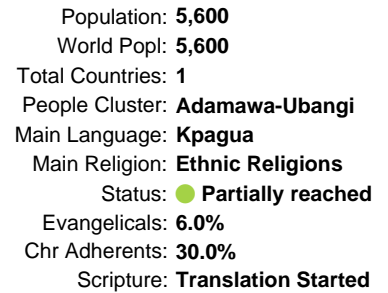 Population: 5,600
World Popl: 5,600
Total Countries: 1
People Cluster: Adamawa-Ubangi
Main Language: Kpagua
Main Religion: Ethnic Religions
Status: Partially reached
Evangelicals: 6.0%
Chr Adherents: 30.0%
Scripture: Translation Started